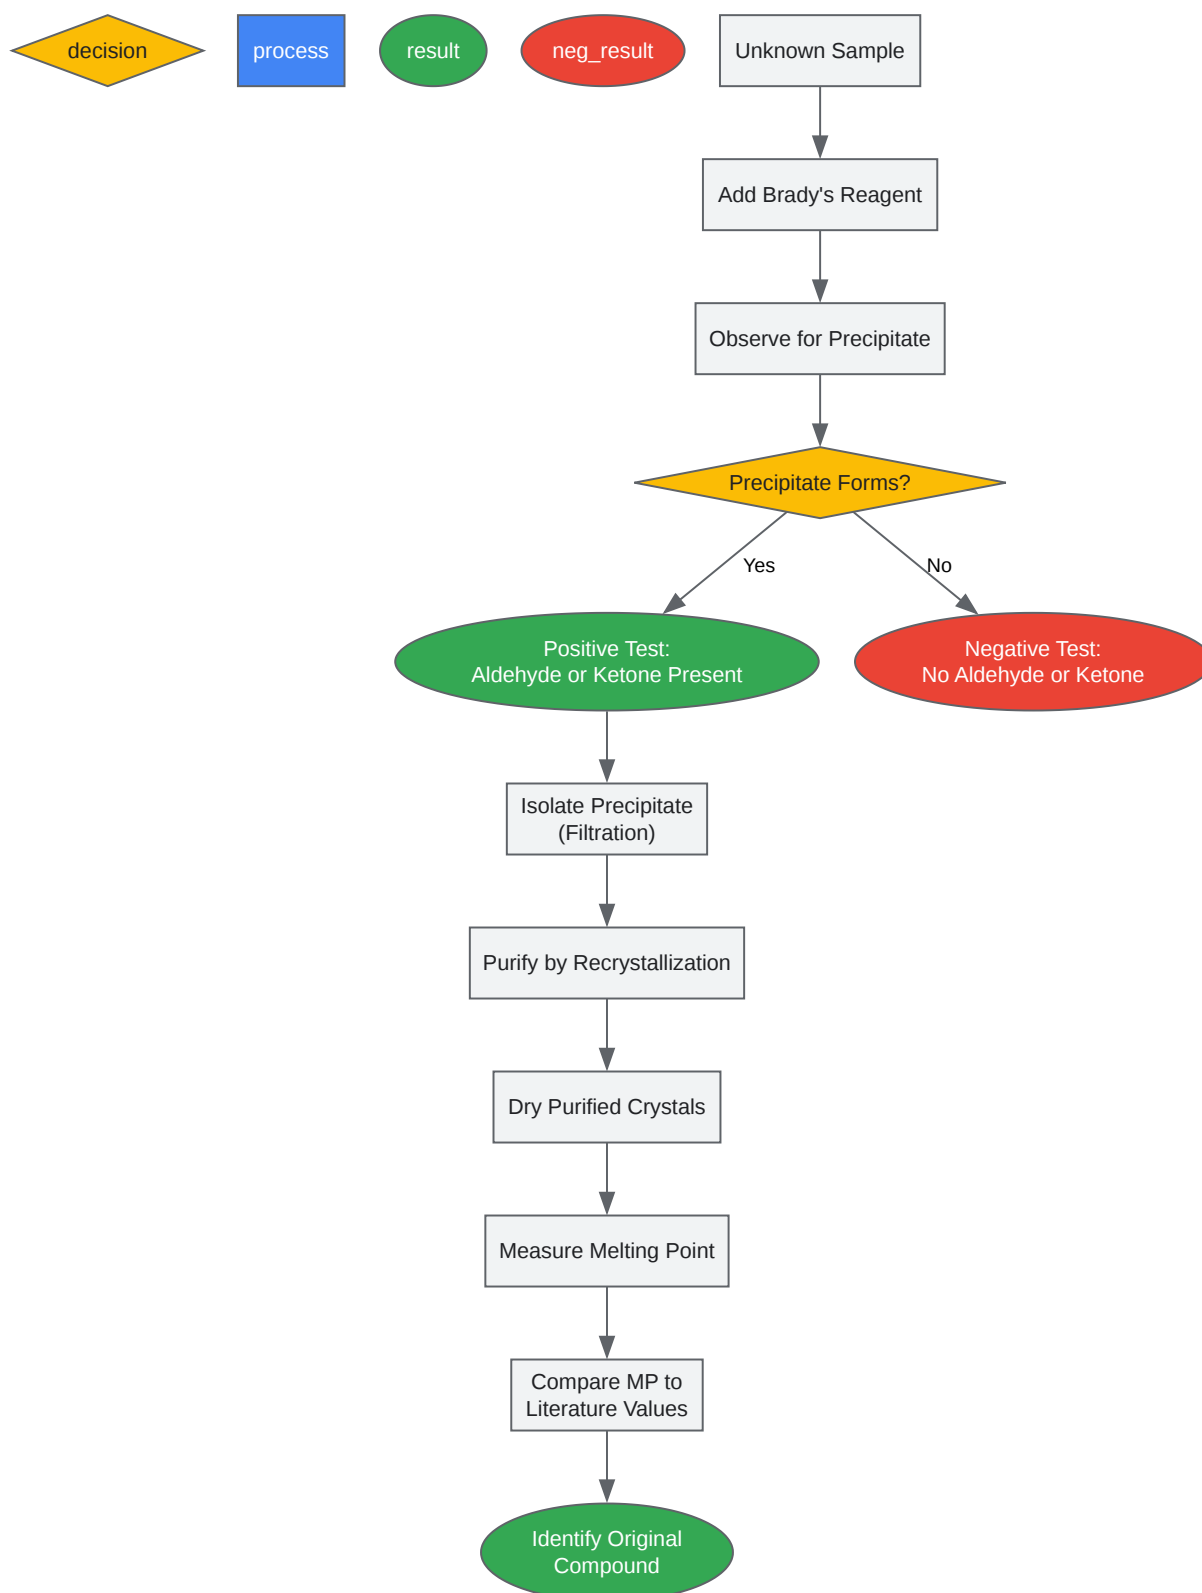 decision
process
result
neg_result
Unknown Sample
Add Brady's Reagent
Observe for Precipitate
Precipitate Forms?
Yes
No
Positive Test:
Aldehyde or Ketone Present
Negative Test:
No Aldehyde or Ketone
Isolate Precipitate
(Filtration)
Purify by Recrystallization
Dry Purified Crystals
Measure Melting Point
Compare MP to
Literature Values
Identify Original
Compound